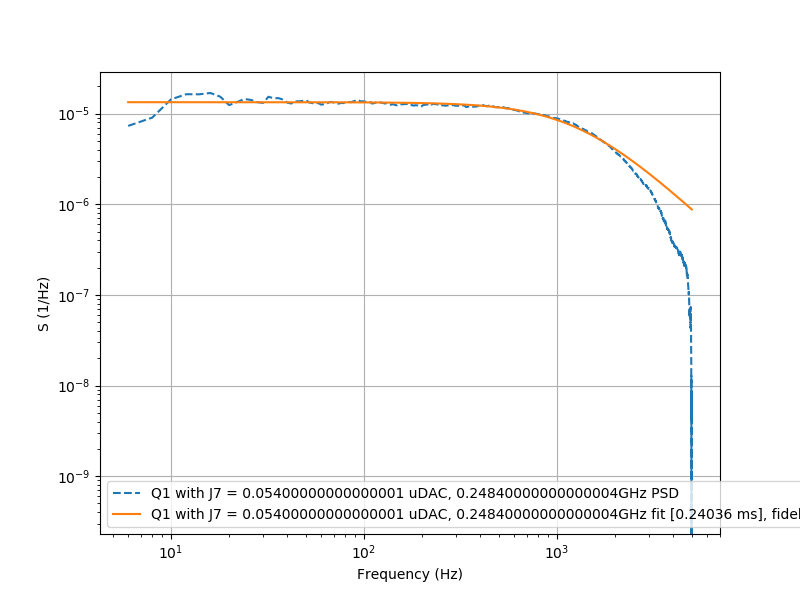 S (1/Hz)
10⁻⁵
10⁻⁶
10⁻⁷
10⁻⁸
10⁻⁹
Q1 with J7 = 0.05400000000000001 uDAC, 0.24840000000000004GHz PSD
Q1 with J7 = 0.05400000000000001 uDAC, 0.24840000000000004GHz fit [0.24036 ms], fidel
10¹ 10² 10³
Frequency (Hz)